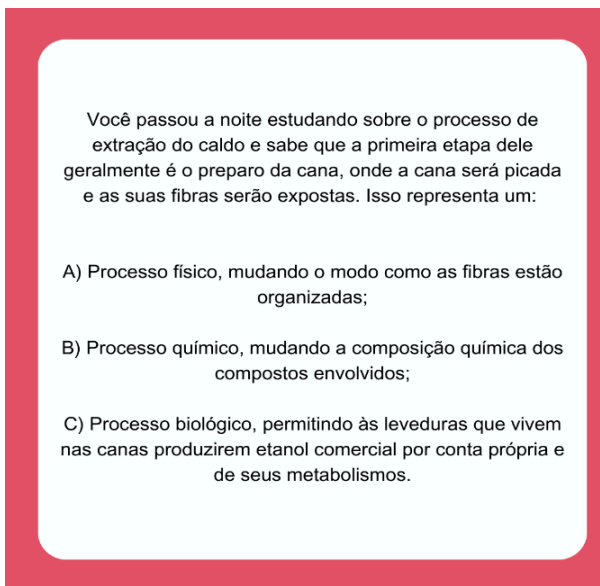 Você passou a noite estudando sobre o processo de
extração do caldo e sabe que a primeira etapa dele
geralmente é o preparo da cana, onde a cana será picada
e as suas fibras serão expostas. Isso representa um:
A) Processo físico, mudando o modo como as fibras estão
organizadas;
B) Processo químico, mudando a composição química dos
compostos envolvidos;
C) Processo biológico, permitindo às leveduras que vivem
nas canas produzirem etanol comercial por conta própria e
de seus metabolismos.